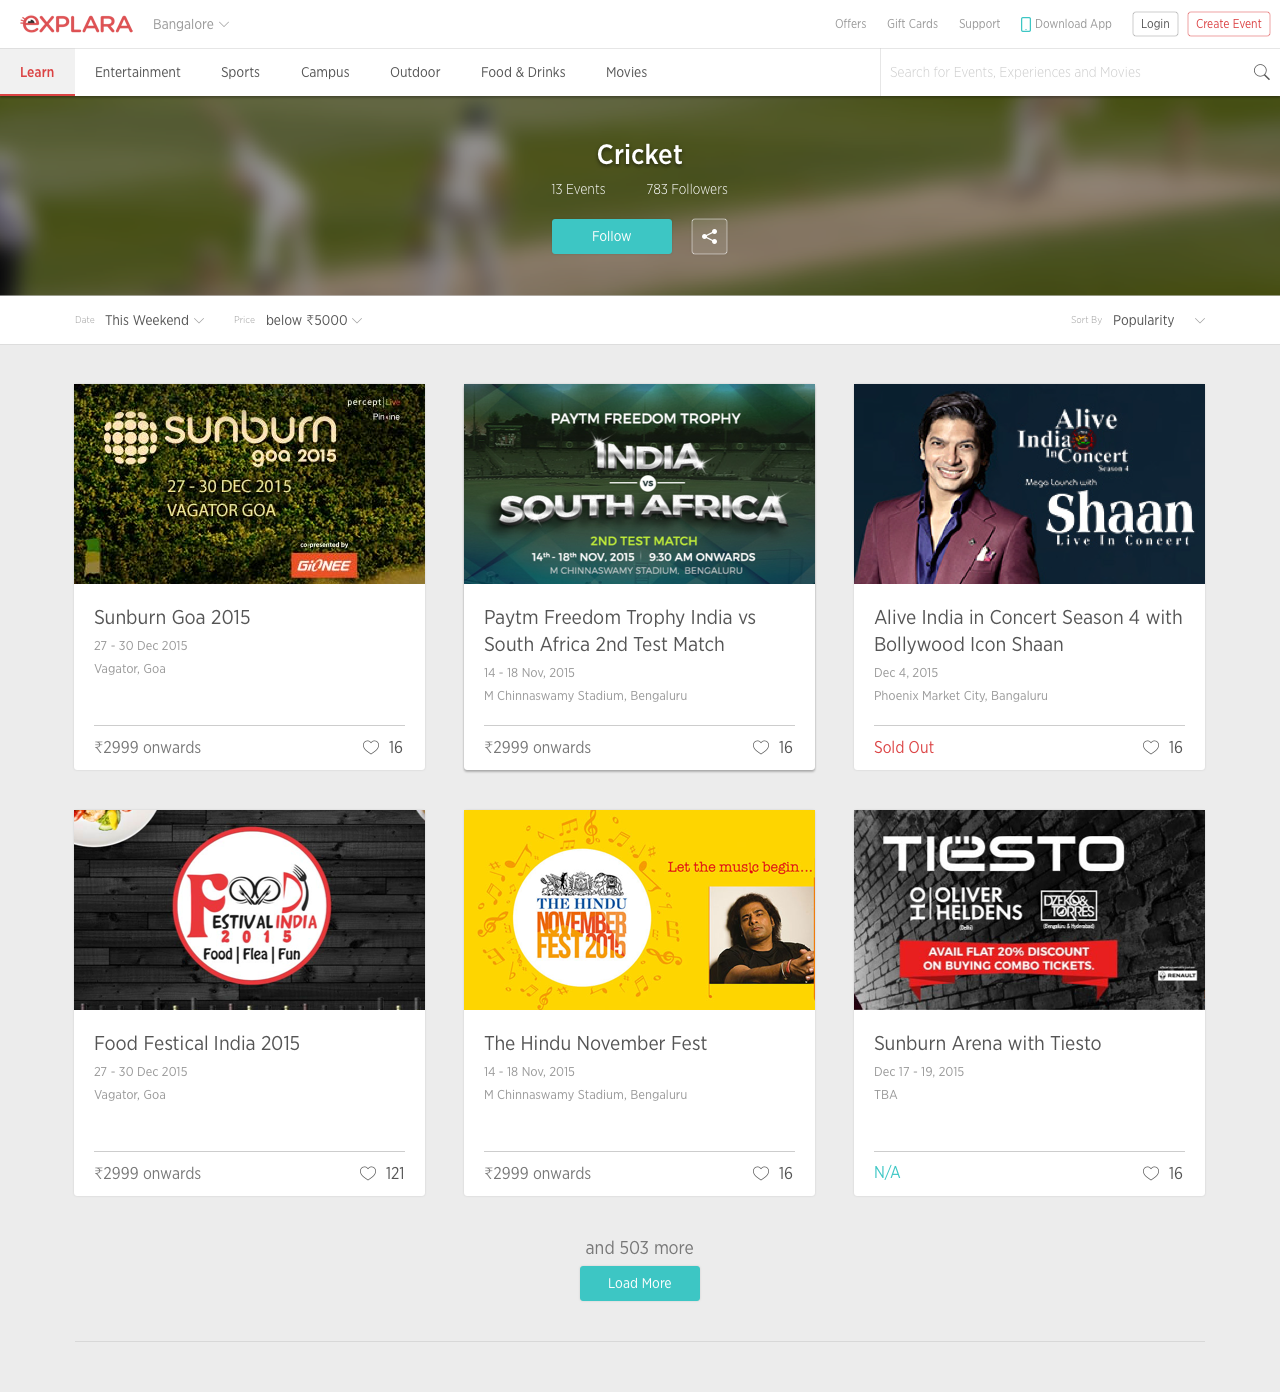 eXPLARA
Bangalore
Offers
Gift Cards
Support
Download App
Login
Create Event
Learn
Entertainment
Sports
Campus
Outdoor
Food & Drinks
Movies
Search for Events, Experiences and Movies
Cricket
13 Events
783 Followers
Follow
Date This Weekend
Price below ₹5000
Sort By Popularity
percept Live
sunburn
goa 2015
27 - 30 DEC 2015
VAGATOR GOA
co-presented by
GIONEE
Sunburn Goa 2015
27 - 30 Dec 2015
Vagator, Goa
₹2999 onwards
16
PAYTM FREEDOM TROPHY
INDIA
VS
SOUTH AFRICA
2ND TEST MATCH
14th - 18th NOV, 2015 | 9:30 AM ONWARDS
M CHINNASWAMY STADIUM, BENGALURU
Paytm Freedom Trophy India vs
South Africa 2nd Test Match
14 - 18 Nov, 2015
M Chinnaswamy Stadium, Bengaluru
₹2999 onwards
16
Alive
India
In Concert
Season 4
Mega Launch with
Shaan
Live In Concert
Alive India in Concert Season 4 with
Bollywood Icon Shaan
Dec 4, 2015
Phoenix Market City, Bangaluru
Sold Out
16
FOOD
FESTIVAL INDIA
2015
Food | Flea | Fun
Food Festical India 2015
27 - 30 Dec 2015
Vagator, Goa
₹2999 onwards
121
THE HINDU
NOVEMBER
FEST 2015
Let the music begin...
The Hindu November Fest
14 - 18 Nov, 2015
M Chinnaswamy Stadium, Bengaluru
₹2999 onwards
16
TIËSTO
OLIVER
HELDENS
(Delhi)
DZEKO &
TORRES
(Bengaluru & Hyderabad)
AVAIL FLAT 20% DISCOUNT
ON BUYING COMBO TICKETS.
RENAULT
Sunburn Arena with Tiesto
Dec 17 - 19, 2015
TBA
N/A
16
and 503 more
Load More